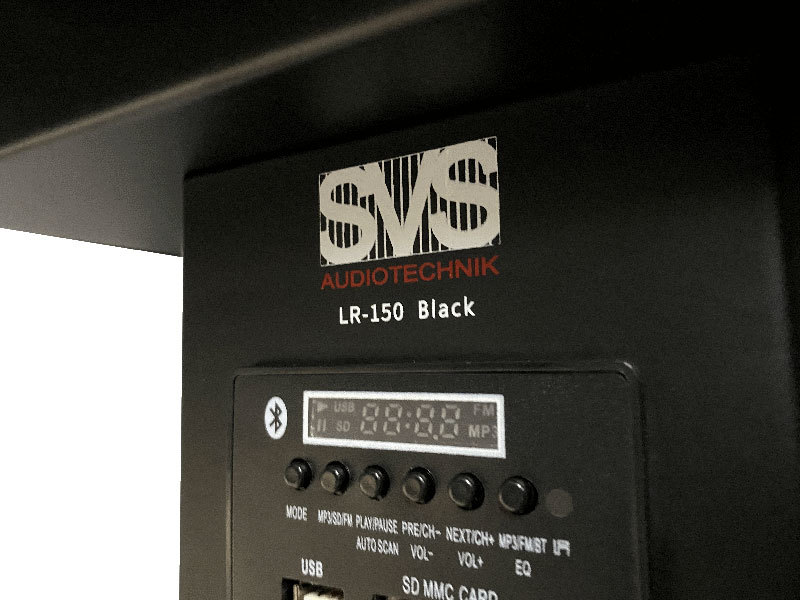 SVS
AUDIOTECHNIK
LR-150 Black
USB 88:8.8 FM
SD MP3
MODE MP3/SD/FM PLAY/PAUSE PRE/CH- NEXT/CH+ MP3/FM/BT
AUTO SCAN VOL- VOL+ EQ
USB
SD MMC CARD